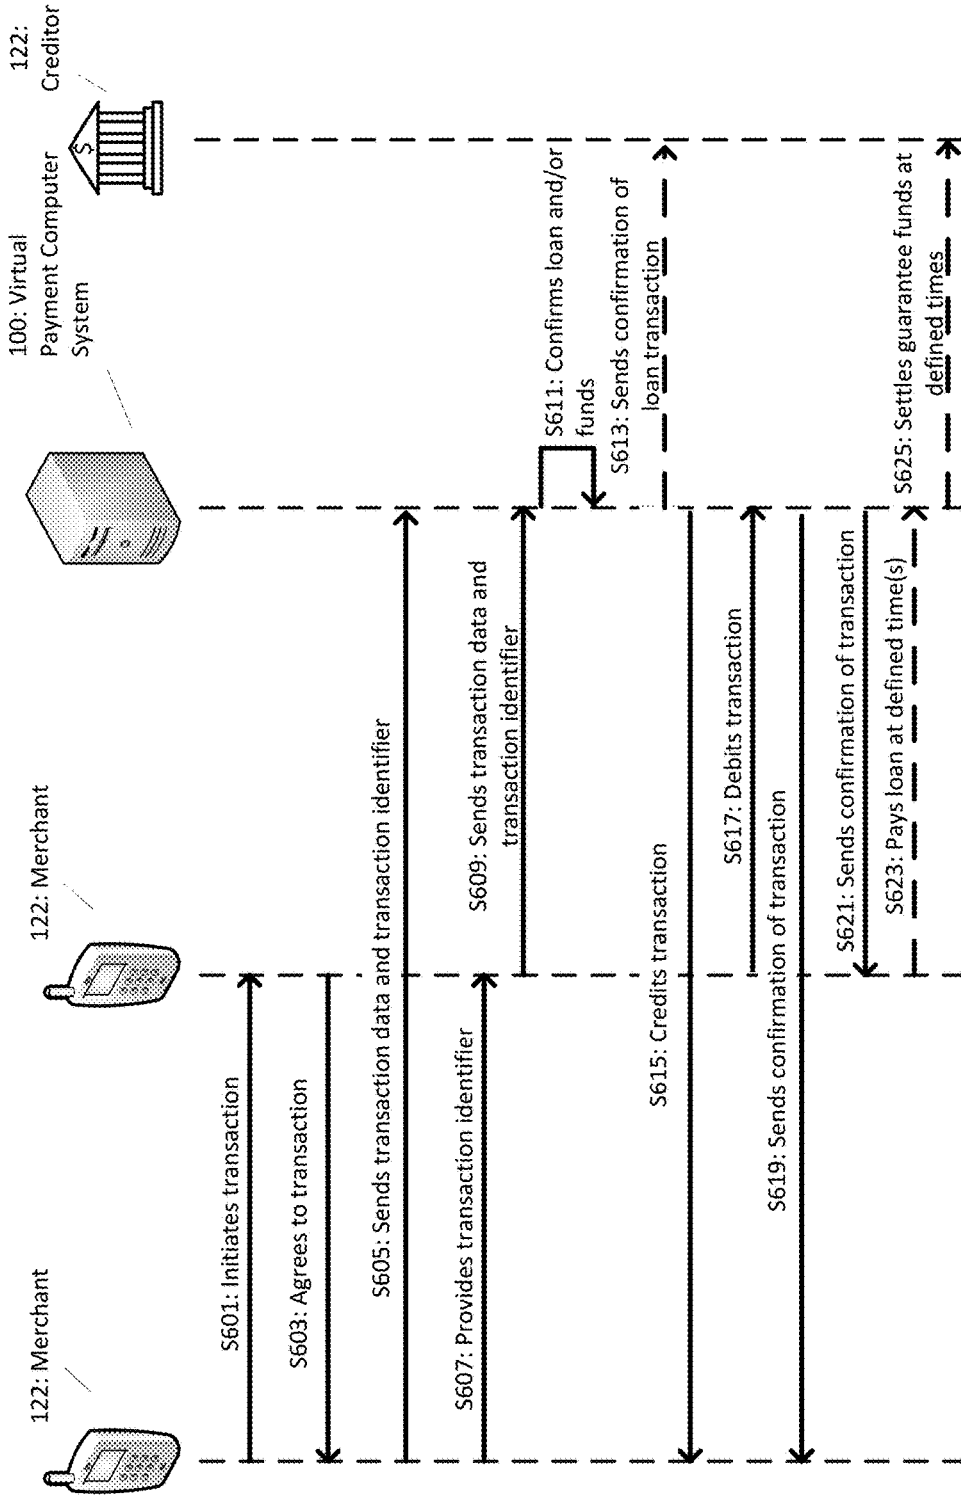 122: Merchant
122: Merchant
100: Virtual
Payment Computer
System
122:
Creditor
S601: Initiates transaction
S603: Agrees to transaction
S605: Sends transaction data and transaction identifier
S607: Provides transaction identifier
S609: Sends transaction data and
transaction identifier
S611: Confirms loan and/or
funds
S613: Sends confirmation of
loan transaction
S615: Credits transaction
S617: Debits transaction
S619: Sends confirmation of transaction
S621: Sends confirmation of transaction
S623: Pays loan at defined time(s)
S625: Settles guarantee funds at
defined times
$